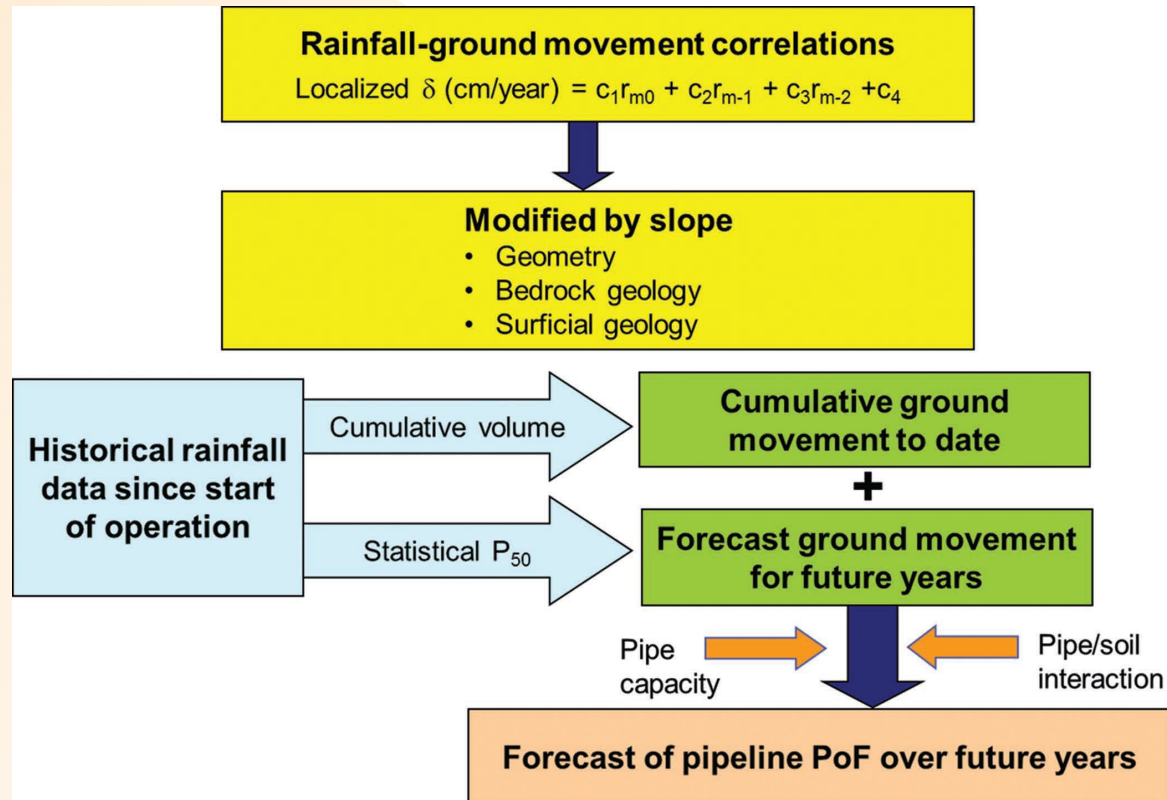 Rainfall-ground movement correlations
Localized δ (cm/year) = c₁rₘ₀ + c₂rₘ₋₁ + c₃rₘ₋₂ +c₄
Modified by slope
• Geometry
• Bedrock geology
• Surficial geology
Historical rainfall
data since start
of operation
Cumulative volume
Statistical P₅₀
Cumulative ground
movement to date
+
Forecast ground movement
for future years
Pipe
capacity
Pipe/soil
interaction
Forecast of pipeline PoF over future years